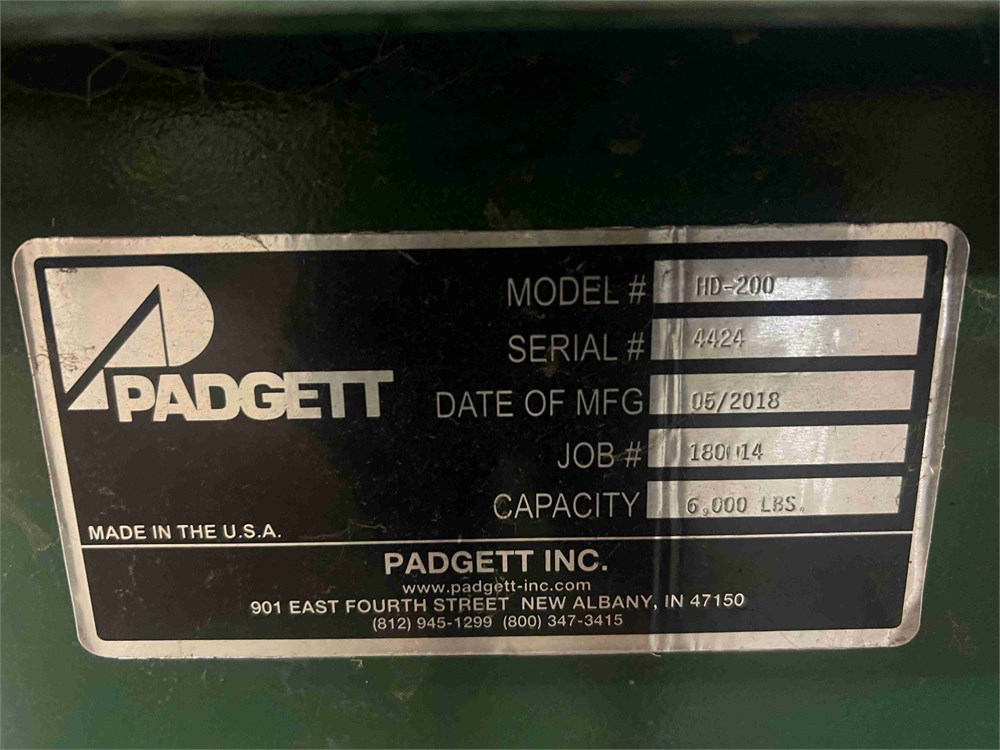 PADGETT
MODEL # HD-200
SERIAL # 4424
DATE OF MFG 05/2018
JOB #
CAPACITY 6,000 LBS.
MADE IN THE U.S.A.
PADGETT INC.
www.padgett-inc.com
901 EAST FOURTH STREET NEW ALBANY, IN 47150
(812) 945-1299 (800) 347-3415